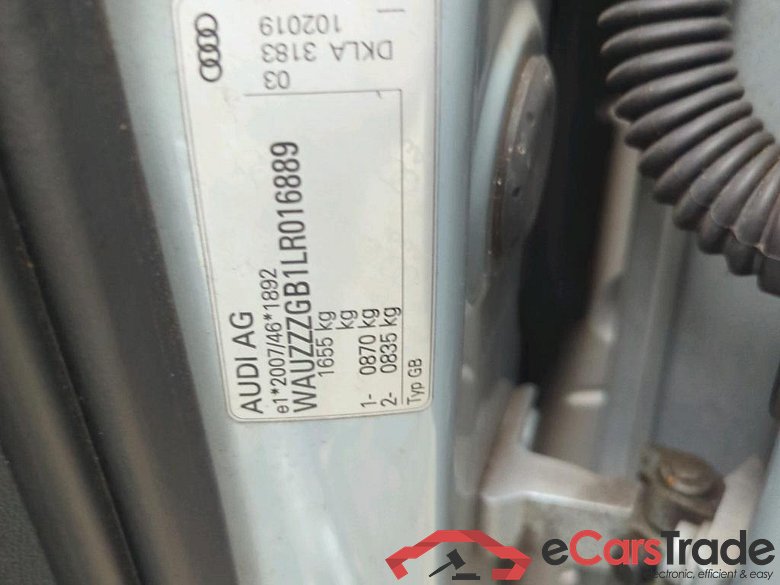 AUDI AG
e1*2007/46*1892
WAUZZZGB1LR016889
1655 kg
kg
1- 0870 kg
2- 0835 kg
Typ GB
03
DKLA 3183
102019
eCarsTrade
electronic, efficient & easy